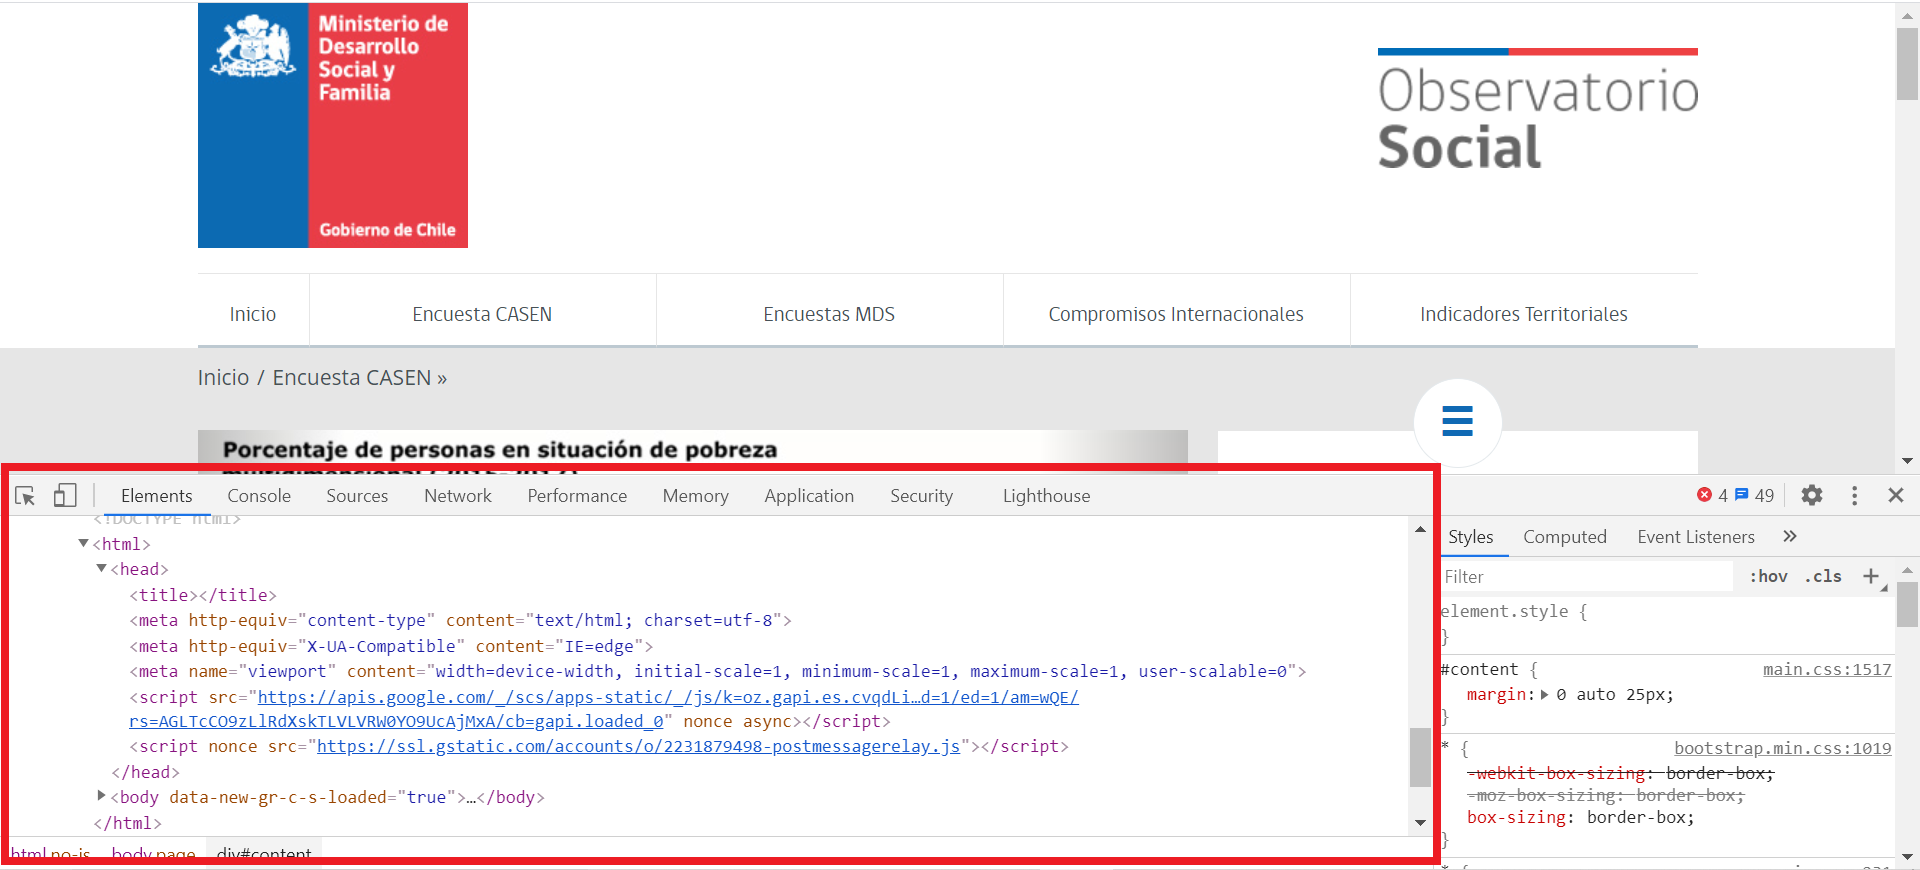 Ministerio de
Desarrollo
Social y
Familia
Gobierno de Chile
Observatorio
Social
Inicio
Encuesta CASEN
Encuestas MDS
Compromisos Internacionales
Indicadores Territoriales
Inicio / Encuesta CASEN »
Porcentaje de personas en situación de pobreza
multidimensional (2015-2017)
Elements Console Sources Network Performance Memory Application Security Lighthouse
4 49
<!DOCTYPE html>
<html>
<head>
<title></title>
<meta http-equiv="content-type" content="text/html; charset=utf-8">
<meta http-equiv="X-UA-Compatible" content="IE=edge">
<meta name="viewport" content="width=device-width, initial-scale=1, minimum-scale=1, maximum-scale=1, user-scalable=0">
<script src="https://apis.google.com/_/scs/apps-static/_/js/k=oz.gapi.es.cvqdLi…d=1/ed=1/am=wQE/
rs=AGLTcCO9zLlRdXskTLVLVRW0YO9UcAjMxA/cb=gapi.loaded_0" nonce async></script>
<script nonce src="https://ssl.gstatic.com/accounts/o/2231879498-postmessagerelay.js"></script>
</head>
<body data-new-gr-c-s-loaded="true">…</body>
</html>
html.no-js body.page div#content
Styles Computed Event Listeners »
Filter :hov .cls +
element.style {
}
#content { main.css:1517
margin: 0 auto 25px;
}
* { bootstrap.min.css:1019
-webkit-box-sizing: border-box;
-moz-box-sizing: border-box;
box-sizing: border-box;
}